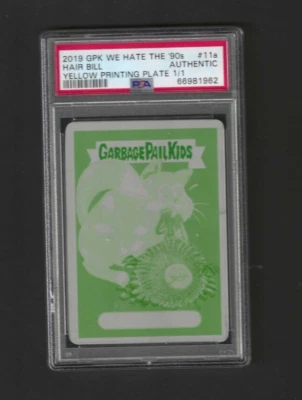 2019 GPK WE HATE THE '90s #11a
HAIR BILL AUTHENTIC
YELLOW PRINTING PLATE 1/1
PSA 66981962
GARBAGE PAIL KIDS